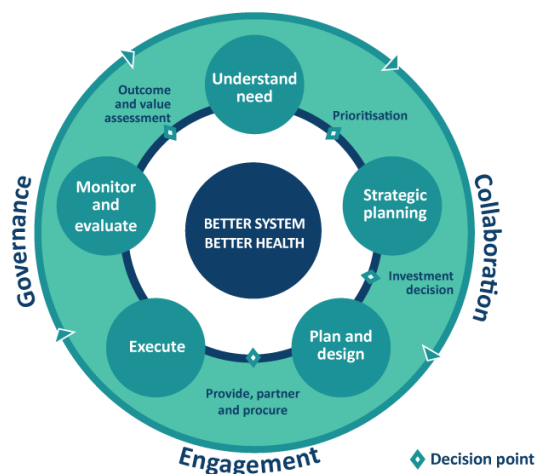 Understand
need
Outcome
and value
assessment
Prioritisation
Monitor
and
evaluate
Strategic
planning
BETTER SYSTEM
BETTER HEALTH
Governance
Collaboration
Investment
decision
Execute
Plan and
design
Provide, partner
and procure
Engagement
Decision point